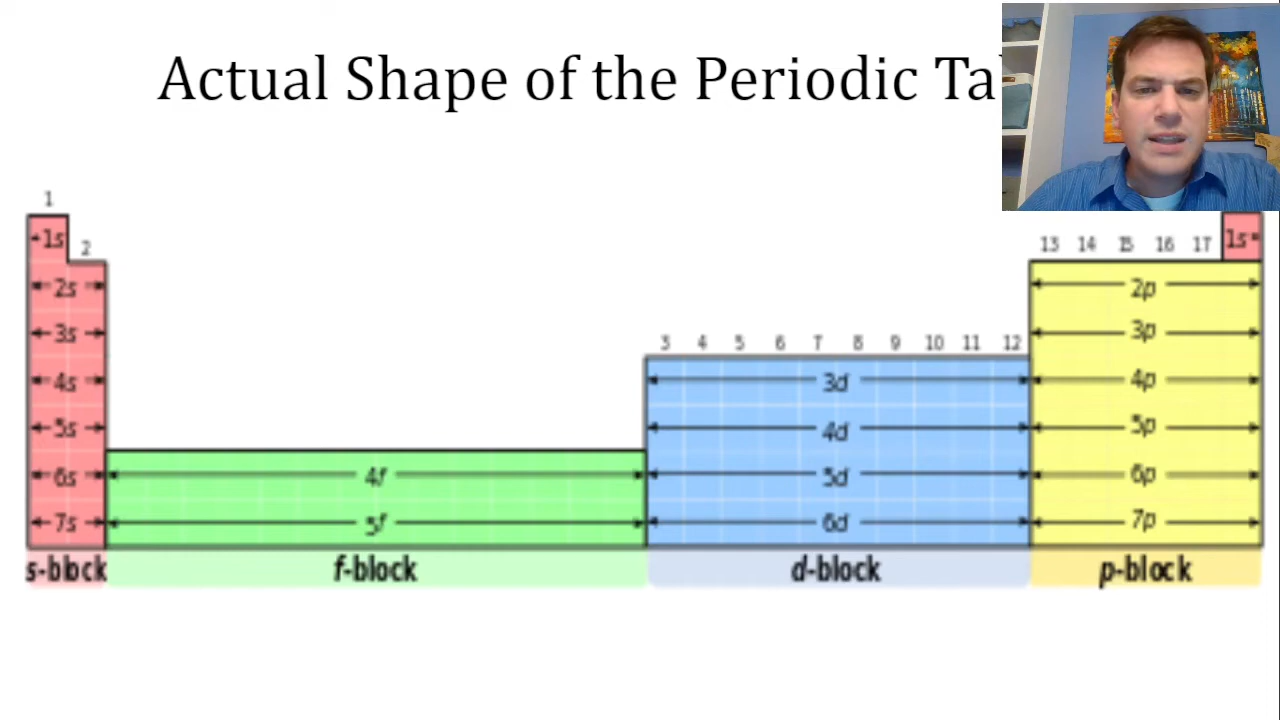 Actual Shape of the Periodic Ta
1
1s
2
13 14 15 16 17
1s
2s
2p
3s
3p
3 4 5 6 7 8 9 10 11 12
4s
3d
4p
5s
4d
5p
6s
4f
5d
6p
7s
5f
6d
7p
s-block
f-block
d-block
p-block